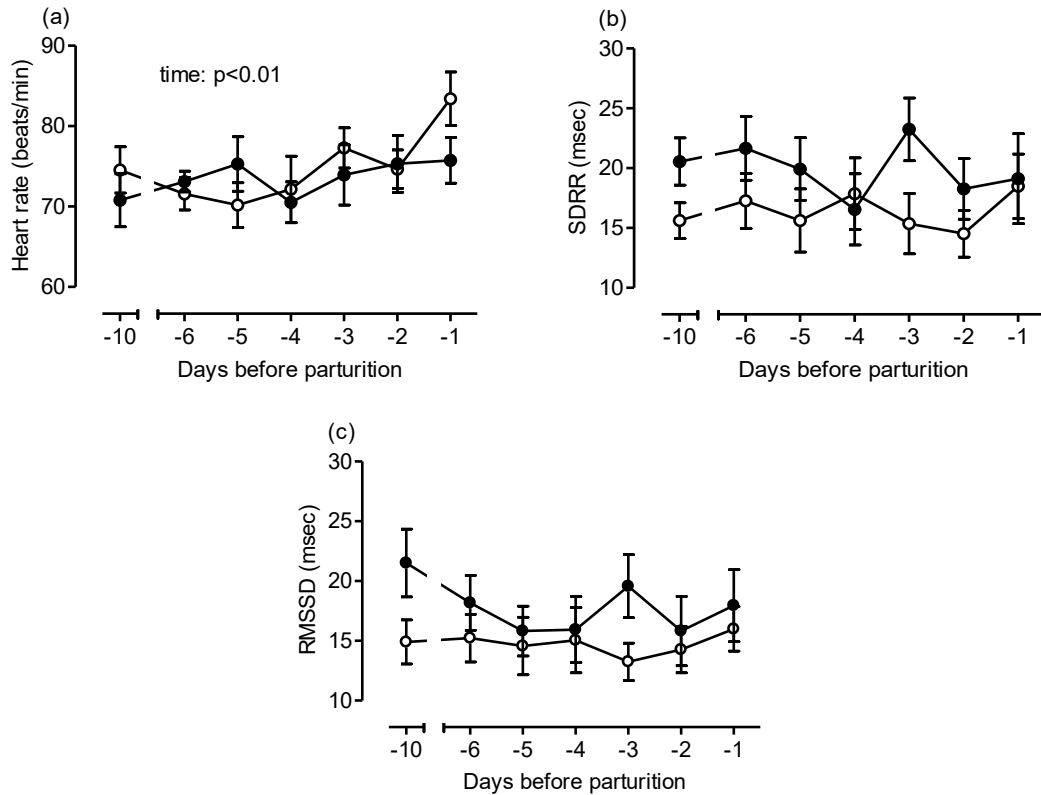 (a)
Heart rate (beats/min)
90
80
70
60
time: p<0.01
-10 -6 -5 -4 -3 -2 -1
Days before parturition
(b)
SDRR (msec)
30
25
20
15
10
-10 -6 -5 -4 -3 -2 -1
Days before parturition
(c)
RMSSD (msec)
30
25
20
15
10
-10 -6 -5 -4 -3 -2 -1
Days before parturition